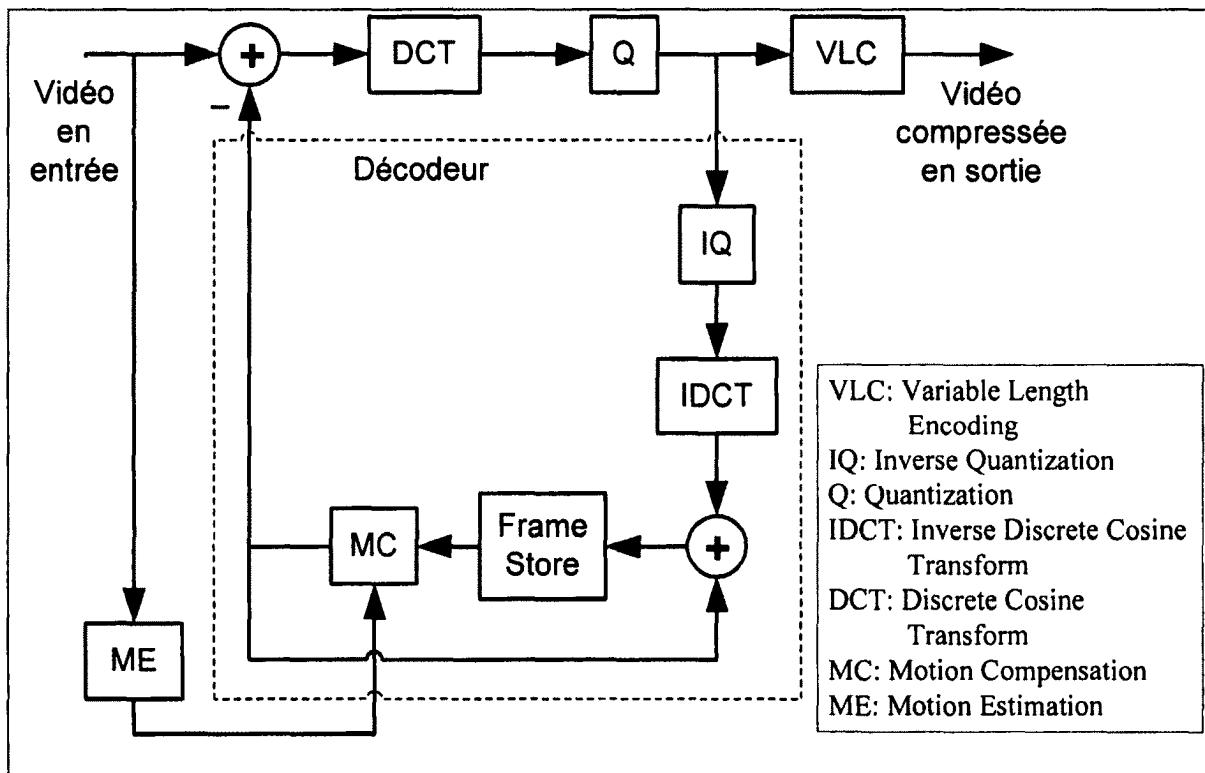 DCT
Q
VLC
Vidéo
en
entrée
Vidéo
compressée
en sortie
+
–
Décodeur
IQ
IDCT
+
Frame
Store
MC
ME
VLC: Variable Length
Encoding
IQ: Inverse Quantization
Q: Quantization
IDCT: Inverse Discrete Cosine
Transform
DCT: Discrete Cosine
Transform
MC: Motion Compensation
ME: Motion Estimation